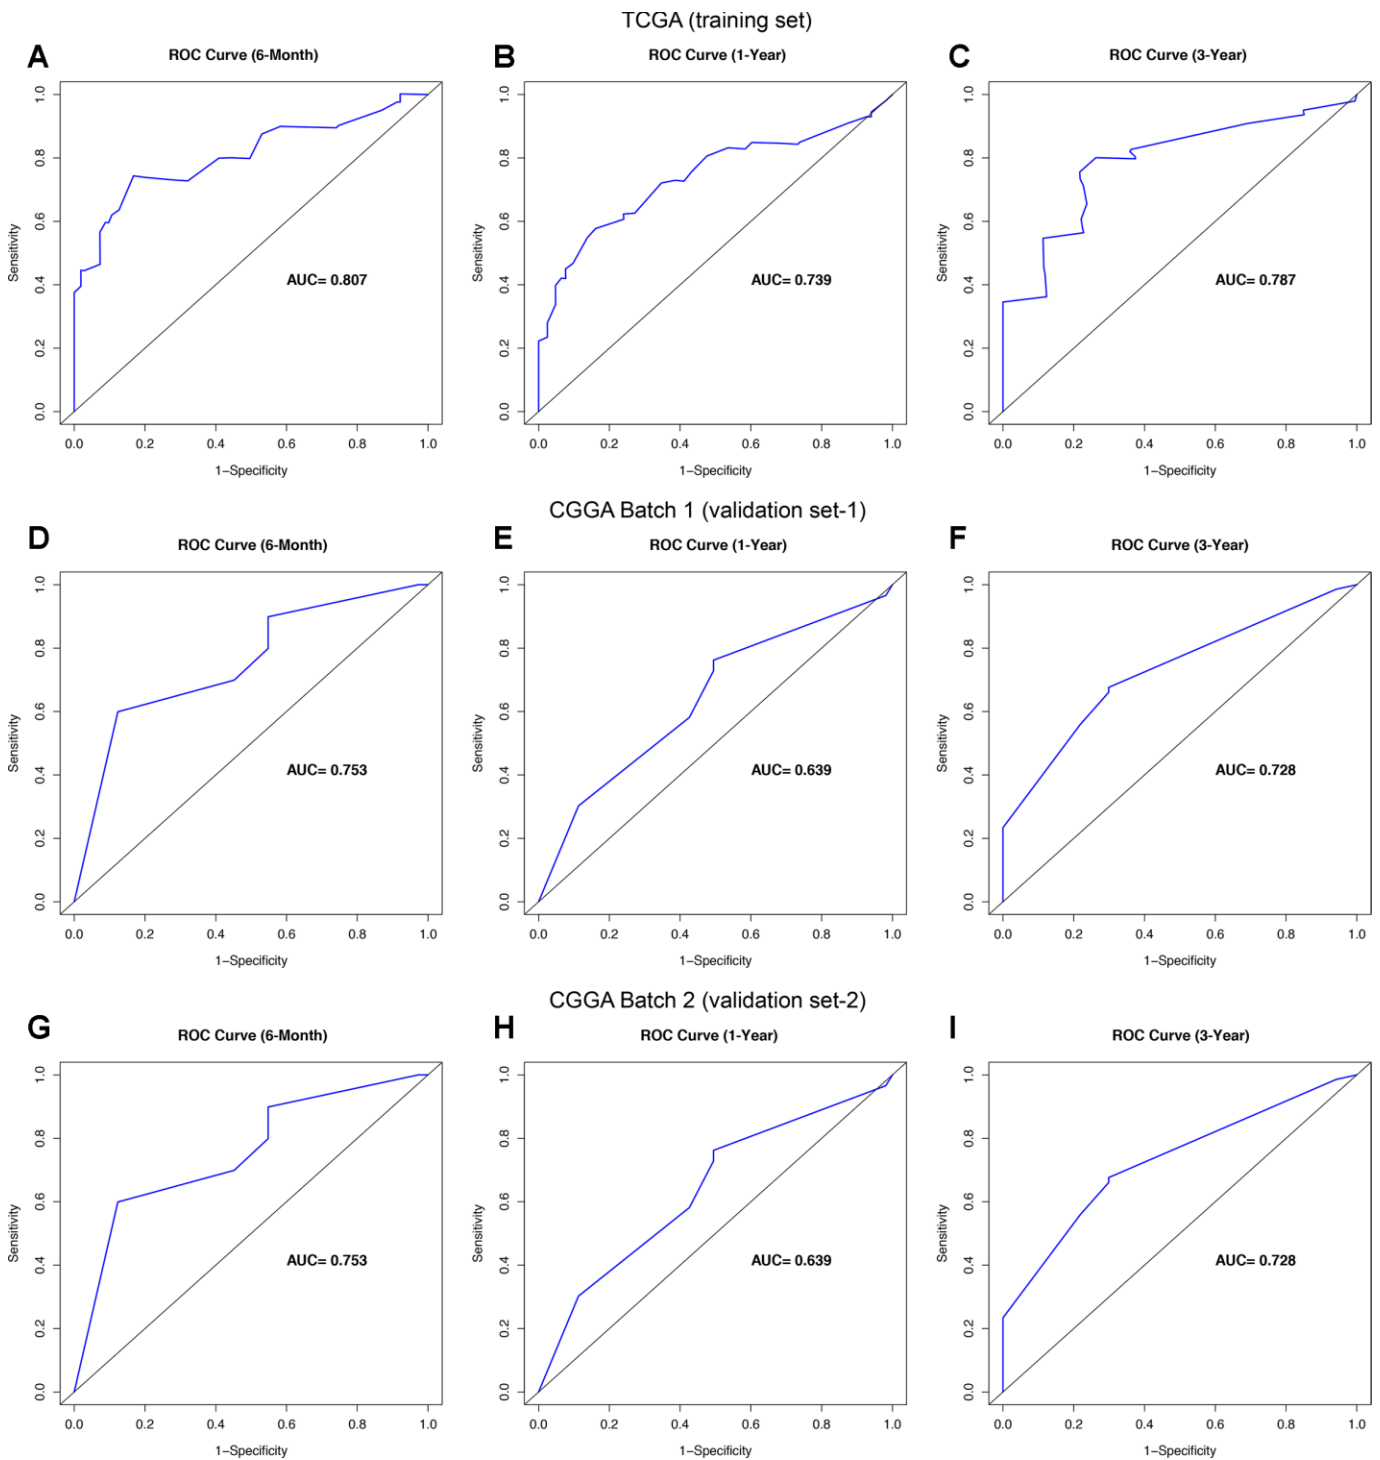 TCGA (training set)
A
ROC Curve (6-Month)
Sensitivity
0.0 0.2 0.4 0.6 0.8 1.0
AUC= 0.807
0.0 0.2 0.4 0.6 0.8 1.0
1−Specificity
B
ROC Curve (1-Year)
Sensitivity
0.0 0.2 0.4 0.6 0.8 1.0
AUC= 0.739
0.0 0.2 0.4 0.6 0.8 1.0
1−Specificity
C
ROC Curve (3-Year)
Sensitivity
0.0 0.2 0.4 0.6 0.8 1.0
AUC= 0.787
0.0 0.2 0.4 0.6 0.8 1.0
1−Specificity
CGGA Batch 1 (validation set-1)
D
ROC Curve (6-Month)
Sensitivity
0.0 0.2 0.4 0.6 0.8 1.0
AUC= 0.753
0.0 0.2 0.4 0.6 0.8 1.0
1−Specificity
E
ROC Curve (1-Year)
Sensitivity
0.0 0.2 0.4 0.6 0.8 1.0
AUC= 0.639
0.0 0.2 0.4 0.6 0.8 1.0
1−Specificity
F
ROC Curve (3-Year)
Sensitivity
0.0 0.2 0.4 0.6 0.8 1.0
AUC= 0.728
0.0 0.2 0.4 0.6 0.8 1.0
1−Specificity
CGGA Batch 2 (validation set-2)
G
ROC Curve (6-Month)
Sensitivity
0.0 0.2 0.4 0.6 0.8 1.0
AUC= 0.753
0.0 0.2 0.4 0.6 0.8 1.0
1−Specificity
H
ROC Curve (1-Year)
Sensitivity
0.0 0.2 0.4 0.6 0.8 1.0
AUC= 0.639
0.0 0.2 0.4 0.6 0.8 1.0
1−Specificity
I
ROC Curve (3-Year)
Sensitivity
0.0 0.2 0.4 0.6 0.8 1.0
AUC= 0.728
0.0 0.2 0.4 0.6 0.8 1.0
1−Specificity